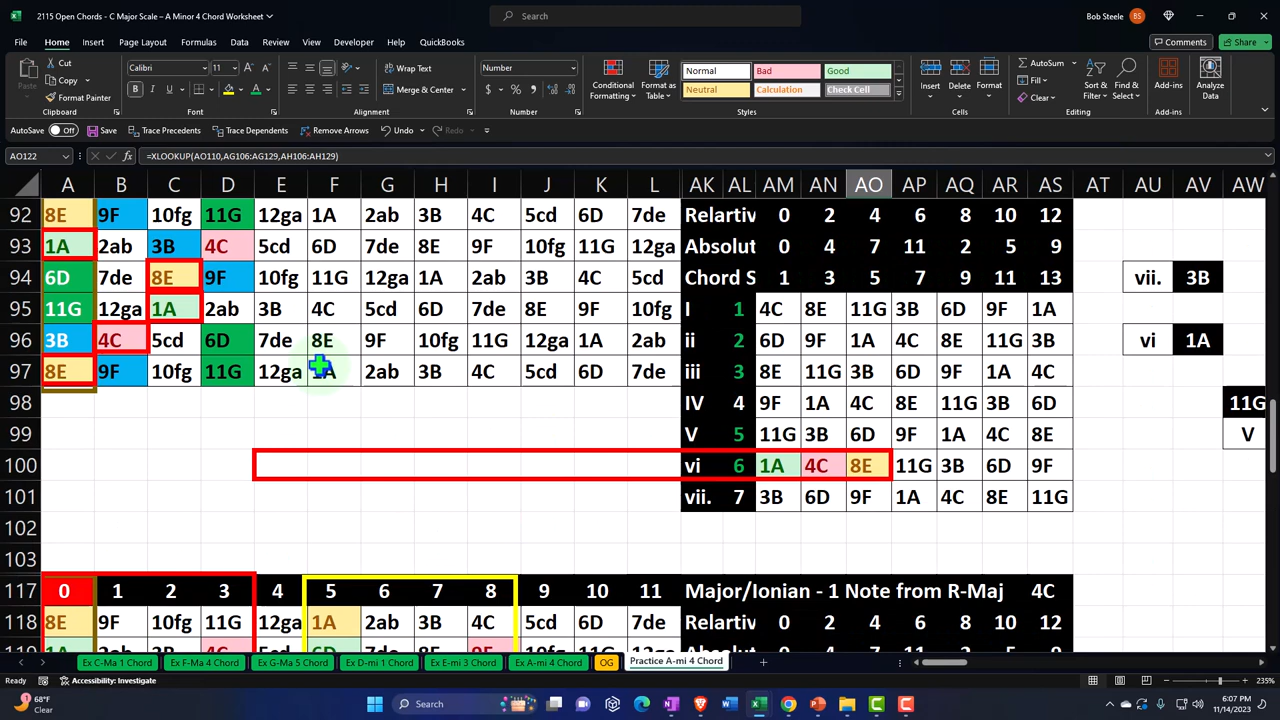 2115 Open Chords - C Major Scale – A Minor 4 Chord Worksheet
Search
Bob Steele BS
File Home Insert Page Layout Formulas Data Review View Developer Automate Help QuickBooks
Comments Share
Paste Cut Calibri Wrap Text Number Normal Bad Good AutoSum
Copy Conditional Formatting Format as Table Insert Delete Format Fill Sort & Filter Find & Select Add-ins Analyze Data
Format Painter B I U Merge & Center $ % Neutral Calculation Check Cell Clear
Clipboard Font Alignment Number Styles Cells Editing Add-ins
AutoSave Off Save Trace Precedents Trace Dependents Remove Arrows Undo Redo
AO122 fx =XLOOKUP(AO110,AG106:AG129,AH106:AH129)
A B C D E F G H I J K L AK AL AM AN AO AP AQ AR AS AT AU AV AW
92 8E 9F 10fg 11G 12ga 1A 2ab 3B 4C 5cd 6D 7de Relartiv 0 2 4 6 8 10 12
93 1A 2ab 3B 4C 5cd 6D 7de 8E 9F 10fg 11G 12ga Absolut 0 4 7 11 2 5 9
94 6D 7de 8E 9F 10fg 11G 12ga 1A 2ab 3B 4C 5cd Chord S 1 3 5 7 9 11 13 vii. 3B
95 11G 12ga 1A 2ab 3B 4C 5cd 6D 7de 8E 9F 10fg I 1 4C 8E 11G 3B 6D 9F 1A
96 3B 4C 5cd 6D 7de 8E 9F 10fg 11G 12ga 1A 2ab ii 2 6D 9F 1A 4C 8E 11G 3B vi 1A
97 8E 9F 10fg 11G 12ga 1A 2ab 3B 4C 5cd 6D 7de iii 3 8E 11G 3B 6D 9F 1A 4C
98 IV 4 9F 1A 4C 8E 11G 3B 6D 11G
99 V 5 11G 3B 6D 9F 1A 4C 8E V
100 vi 6 1A 4C 8E 11G 3B 6D 9F
101 vii. 7 3B 6D 9F 1A 4C 8E 11G
102
103
117 0 1 2 3 4 5 6 7 8 9 10 11 Major/Ionian - 1 Note from R-Maj 4C
118 8E 9F 10fg 11G 12ga 1A 2ab 3B 4C 5cd 6D 7de Relartiv 0 2 4 6 8 10 12
Ex C-Ma 1 Chord Ex F-Ma 4 Chord Ex G-Ma 5 Chord Ex D-mi 1 Chord Ex E-mi 3 Chord Ex A-mi 4 Chord OG Practice A-mi 4 Chord
Ready Accessibility: Investigate 235%
68°F
Clear
Search
6:07 PM
11/14/2023